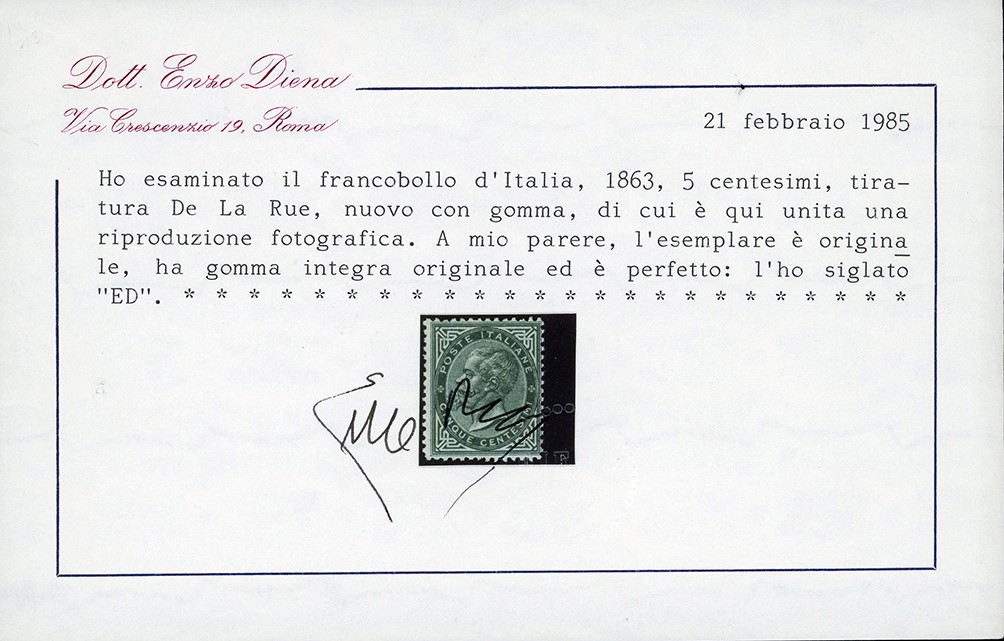 Dott. Enzo Diena
Via Crescenzio 19, Roma
21 febbraio 1985
Ho esaminato il francobollo d'Italia, 1863, 5 centesimi, tira-
tura De La Rue, nuovo con gomma, di cui è qui unita una
riproduzione fotografica. A mio parere, l'esemplare è origina
le, ha gomma integra originale ed è perfetto: l'ho siglato
"ED". * * * * * * * * * * * * * * * * * * * * * * *
POSTE ITALIANE
CINQUE CENTESIMI